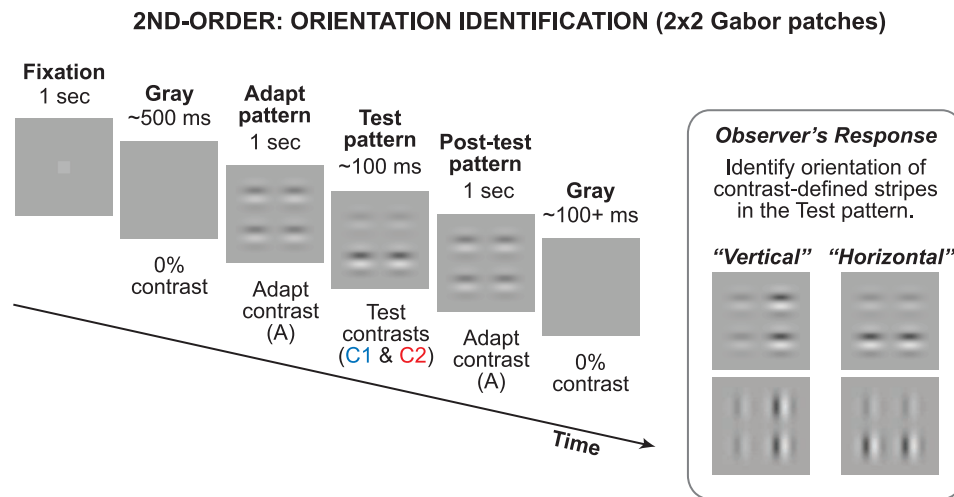 2ND-ORDER: ORIENTATION IDENTIFICATION (2x2 Gabor patches)
Fixation
1 sec
Gray
~500 ms
0%
contrast
Adapt
pattern
1 sec
Adapt
contrast
(A)
Test
pattern
~100 ms
Test
contrasts
(C1 & C2)
Post-test
pattern
1 sec
Adapt
contrast
(A)
Gray
~100+ ms
0%
contrast
Time
Observer's Response
Identify orientation of
contrast-defined stripes
in the Test pattern.
“Vertical” “Horizontal”